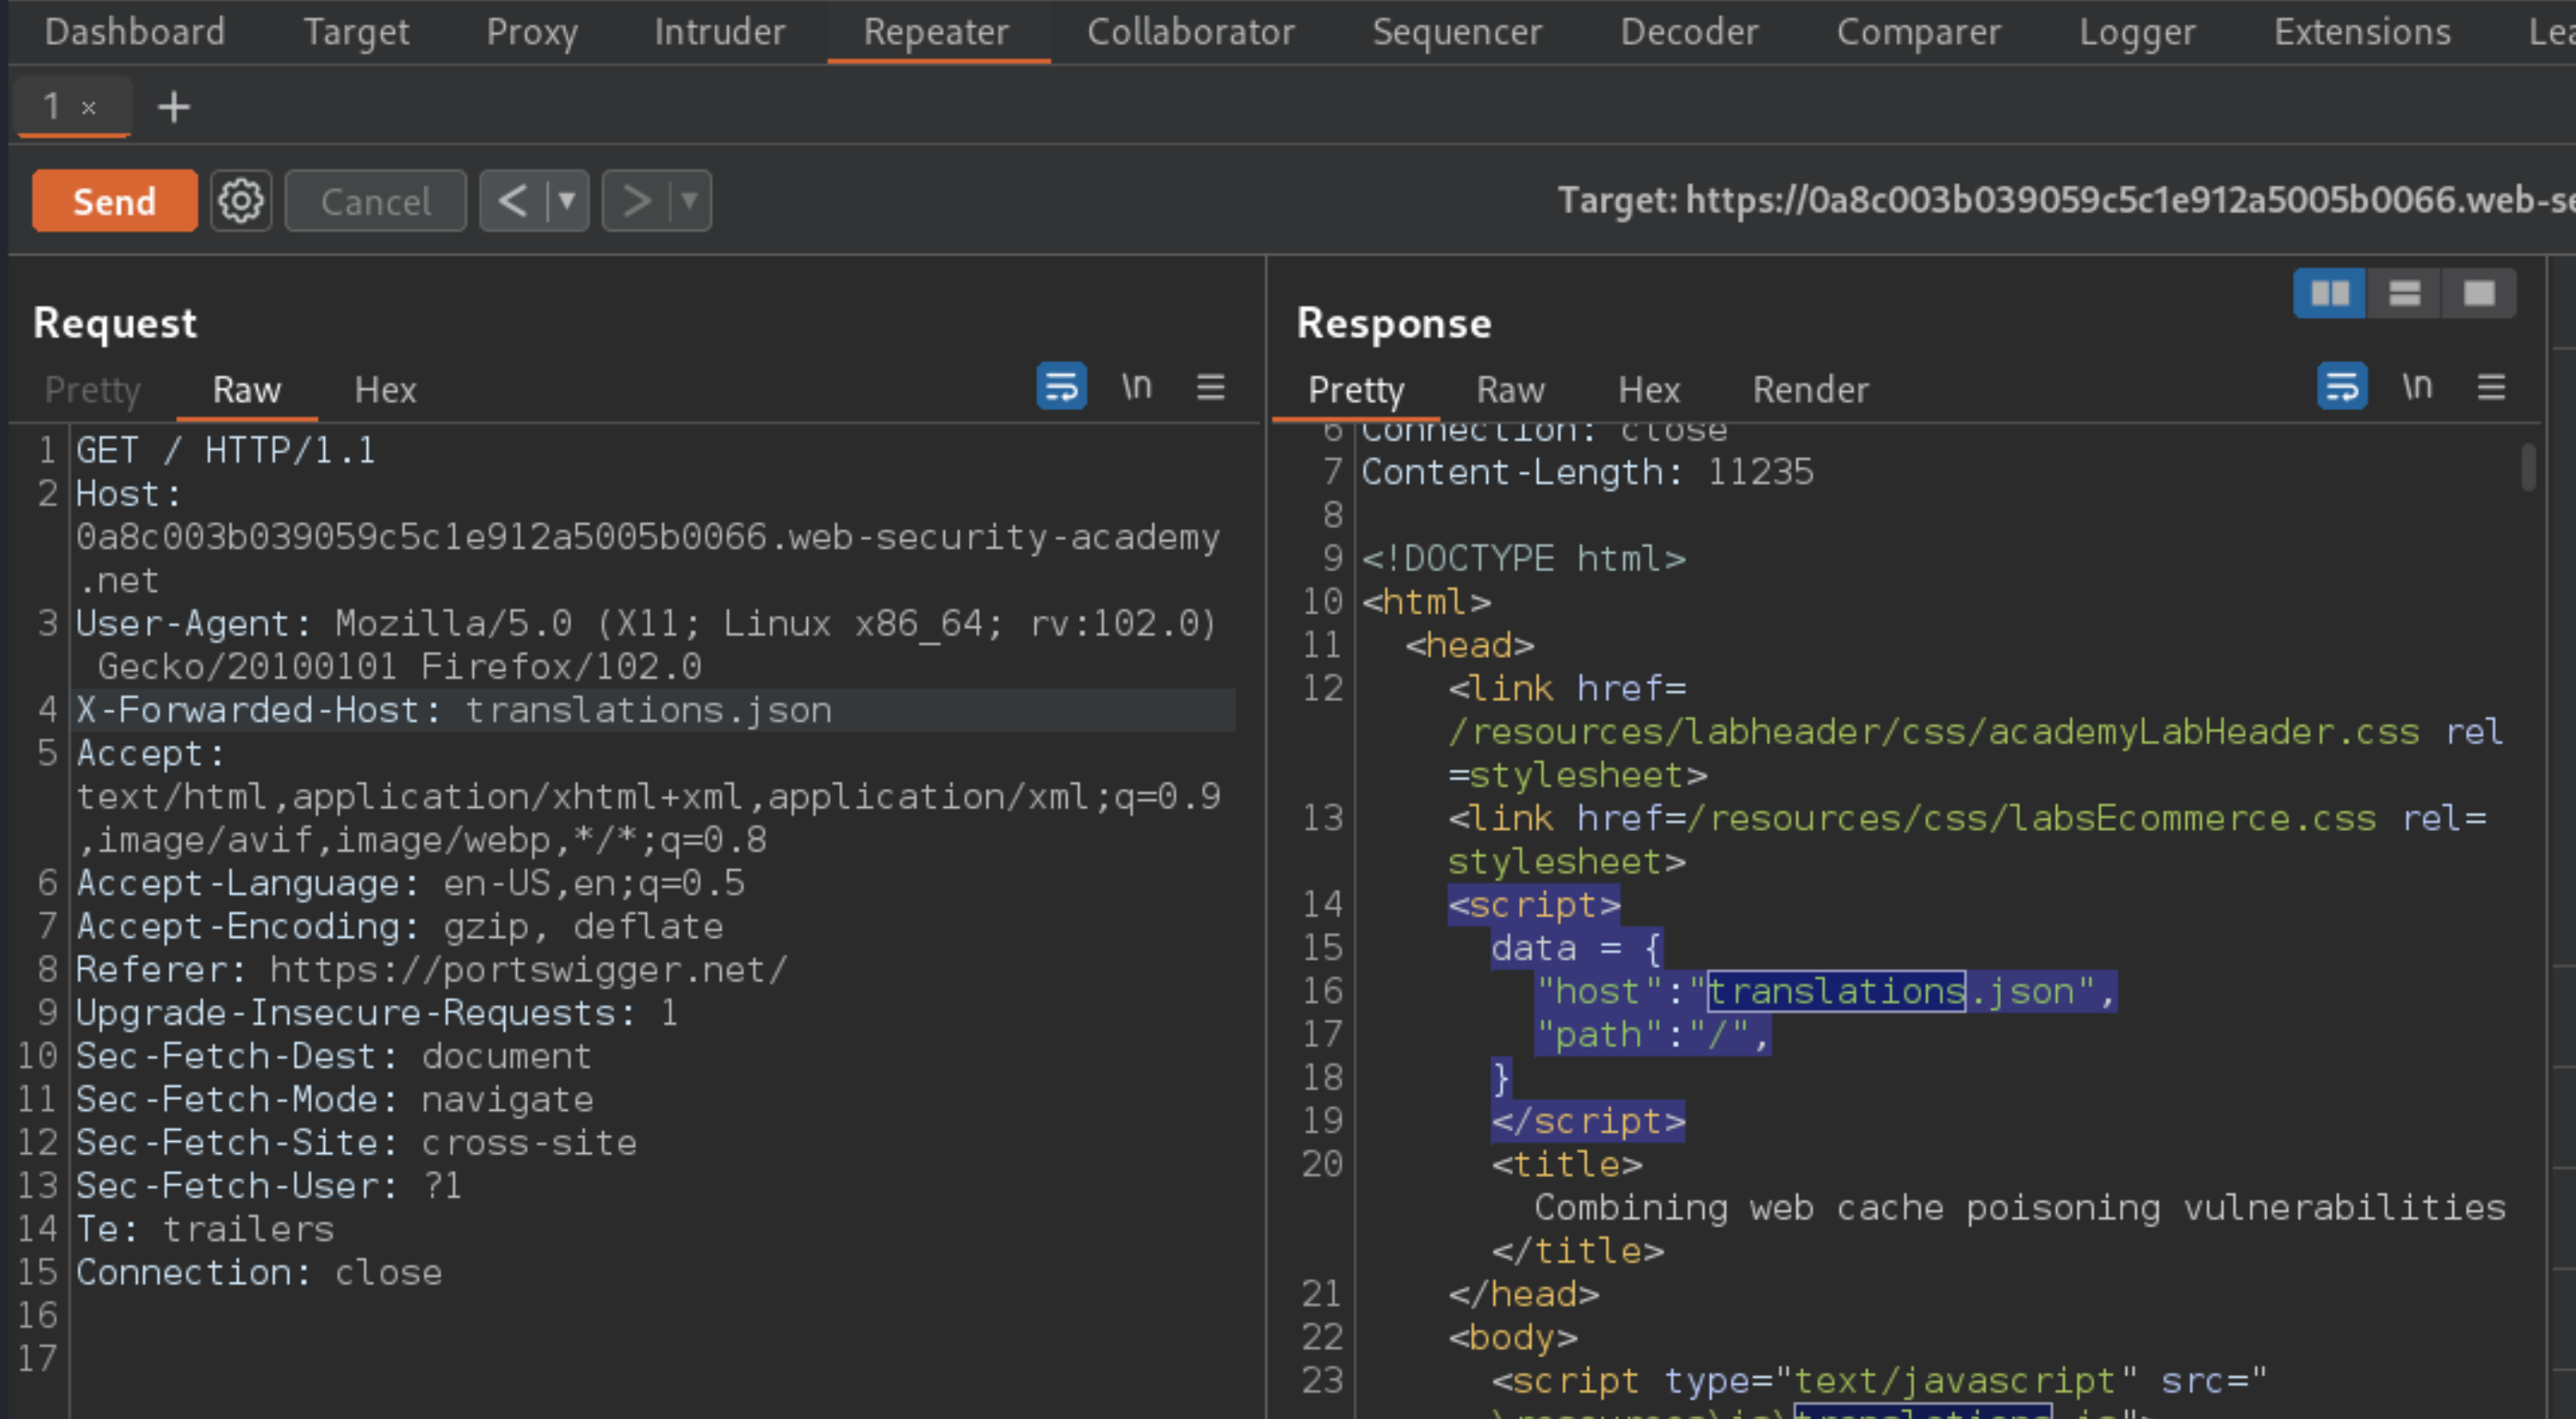 Dashboard Target Proxy Intruder Repeater Collaborator Sequencer Decoder Comparer Logger Extensions
1 × +
Send Cancel < >
Target: https://0a8c003b039059c5c1e912a5005b0066.web-se
Request
Pretty Raw Hex \n
1 GET / HTTP/1.1
2 Host:
0a8c003b039059c5c1e912a5005b0066.web-security-academy
.net
3 User-Agent: Mozilla/5.0 (X11; Linux x86_64; rv:102.0)
Gecko/20100101 Firefox/102.0
4 X-Forwarded-Host: translations.json
5 Accept:
text/html,application/xhtml+xml,application/xml;q=0.9
,image/avif,image/webp,*/*;q=0.8
6 Accept-Language: en-US,en;q=0.5
7 Accept-Encoding: gzip, deflate
8 Referer: https://portswigger.net/
9 Upgrade-Insecure-Requests: 1
10 Sec-Fetch-Dest: document
11 Sec-Fetch-Mode: navigate
12 Sec-Fetch-Site: cross-site
13 Sec-Fetch-User: ?1
14 Te: trailers
15 Connection: close
16
17
Response
Pretty Raw Hex Render \n
6 Connection: close
7 Content-Length: 11235
8
9 <!DOCTYPE html>
10 <html>
11 <head>
12 <link href=
/resources/labheader/css/academyLabHeader.css rel
=stylesheet>
13 <link href=/resources/css/labsEcommerce.css rel=
stylesheet>
14 <script>
15 data = {
16 "host":"translations.json",
17 "path":"/",
18 }
19 </script>
20 <title>
Combining web cache poisoning vulnerabilities
</title>
21 </head>
22 <body>
23 <script type="text/javascript" src="